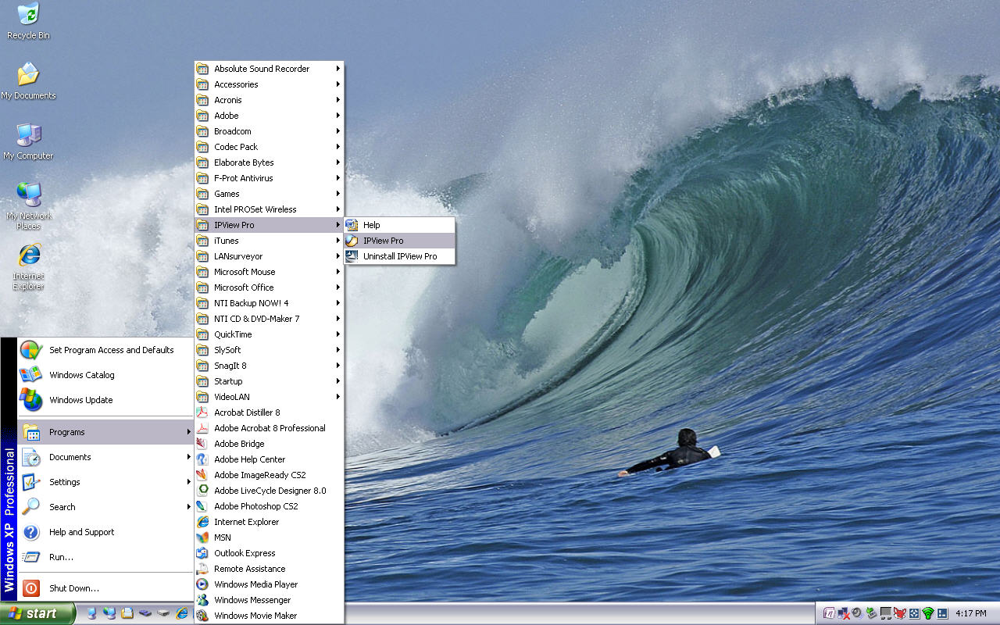 Recycle Bin
My Documents
My Computer
My Network
Places
Internet
Explorer
Set Program Access and Defaults
Windows Catalog
Windows Update
Programs
Documents
Settings
Search
Help and Support
Run...
Shut Down...
Windows XP Professional
Absolute Sound Recorder
Accessories
Acronis
Adobe
Broadcom
Codec Pack
Elaborate Bytes
F-Prot Antivirus
Games
Intel PROSet Wireless
IPView Pro
iTunes
LANsurveyor
Microsoft Mouse
Microsoft Office
NTI Backup NOW! 4
NTI CD & DVD-Maker 7
QuickTime
SlySoft
SnagIt 8
Startup
VideoLAN
Acrobat Distiller 8
Adobe Acrobat 8 Professional
Adobe Bridge
Adobe Help Center
Adobe ImageReady CS2
Adobe LiveCycle Designer 8.0
Adobe Photoshop CS2
Internet Explorer
MSN
Outlook Express
Remote Assistance
Windows Media Player
Windows Messenger
Windows Movie Maker
Help
IPView Pro
Uninstall IPView Pro
start
4:17 PM